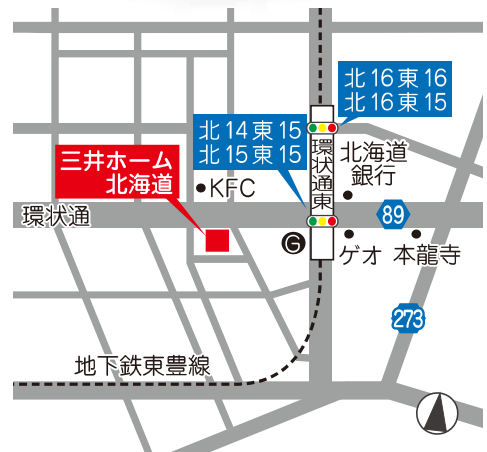 北16東16
北16東15
北14東15
北15東15
三井ホーム
北海道
KFC
環状通東
北海道
銀行
環状通
89
G
ゲオ
本龍寺
273
地下鉄東豊線